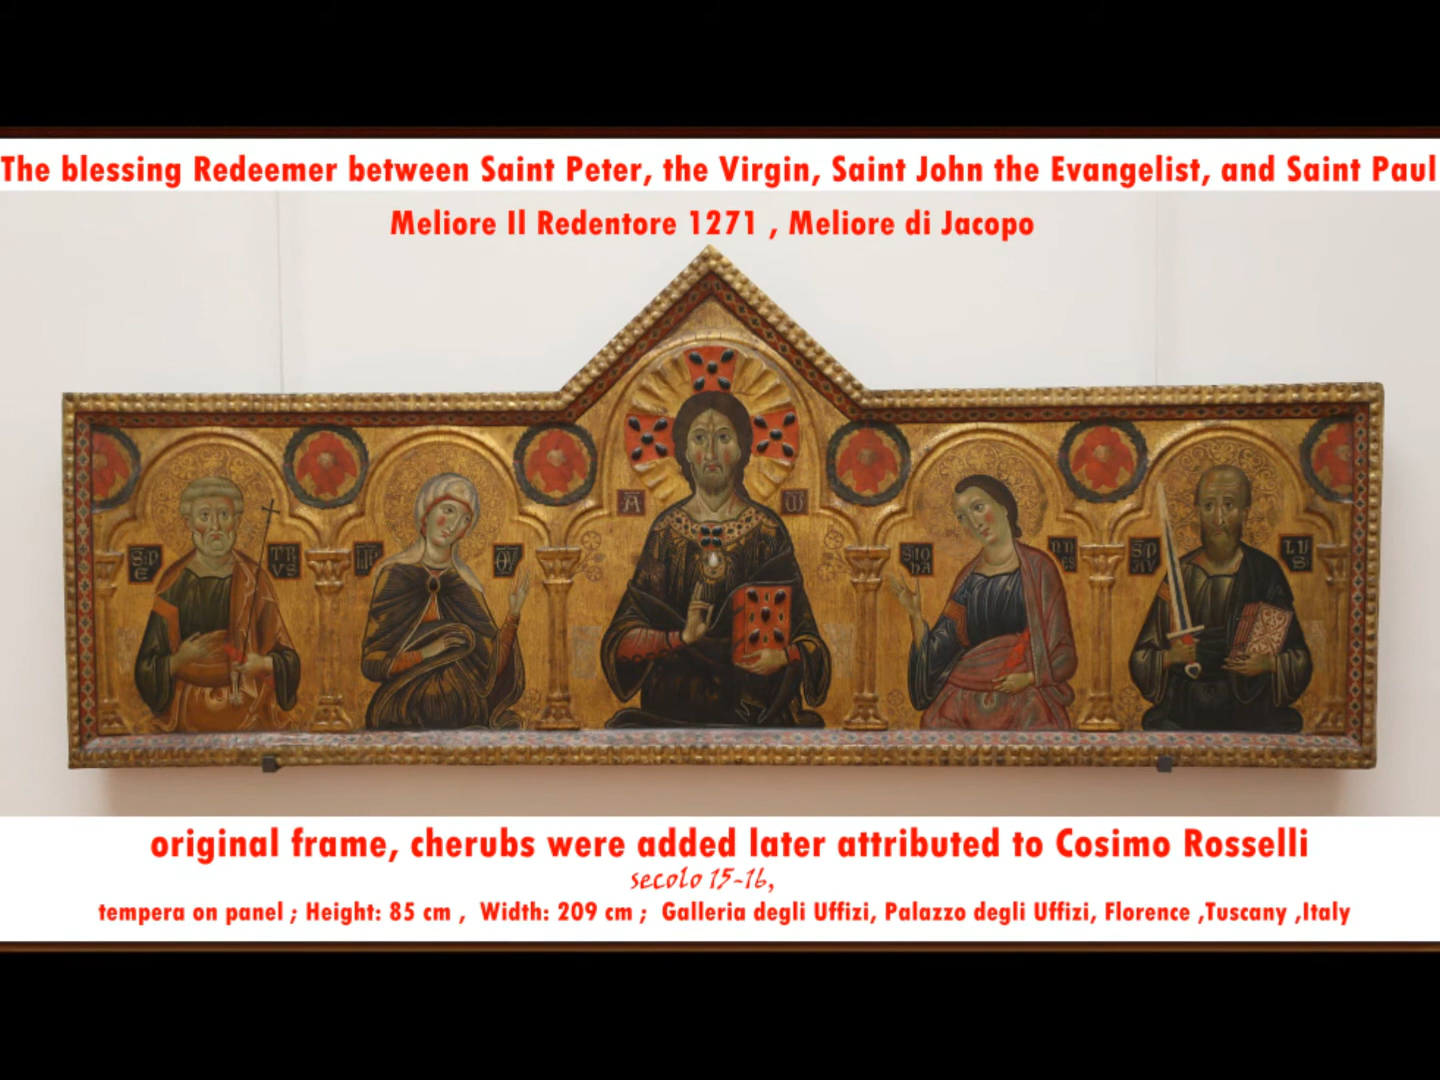 The blessing Redeemer between Saint Peter, the Virgin, Saint John the Evangelist, and Saint Paul
Meliore Il Redentore 1271 , Meliore di Jacopo
original frame, cherubs were added later attributed to Cosimo Rosselli
secolo 15-16,
tempera on panel ; Height: 85 cm , Width: 209 cm ; Galleria degli Uffizi, Palazzo degli Uffizi, Florence ,Tuscany ,Italy